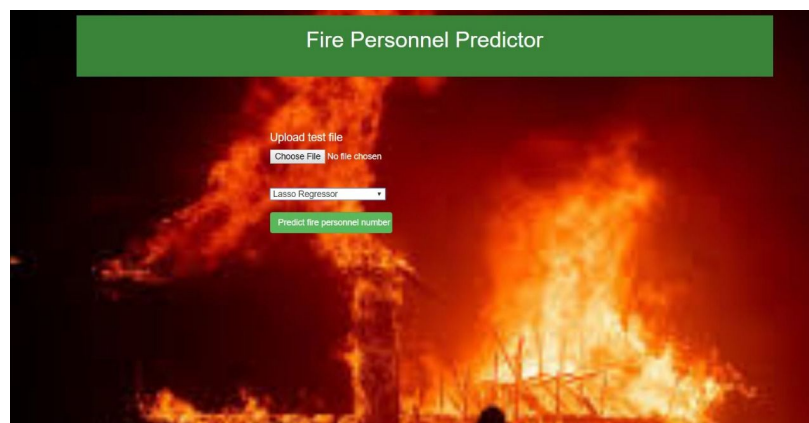 Fire Personnel Predictor
Upload test file
Choose File No file chosen
Lasso Regressor
Predict fire personnel number